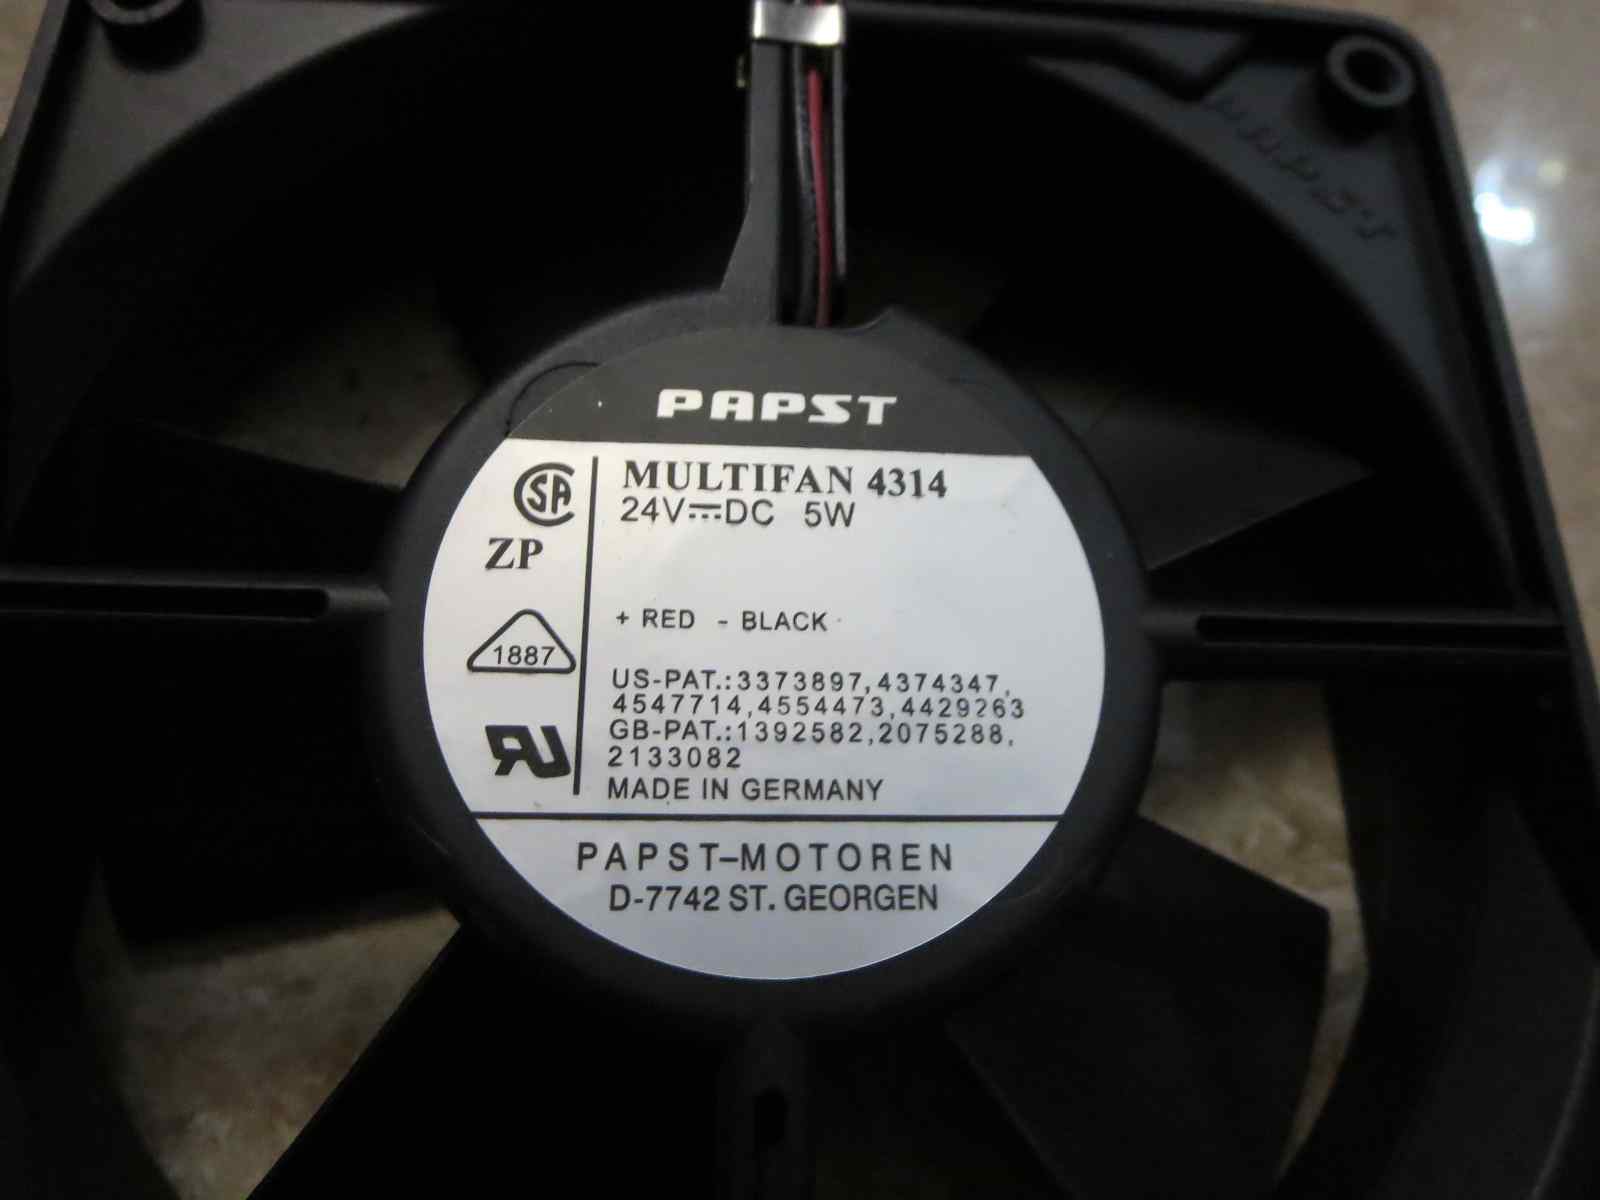 PAPST
MULTIFAN 4314
24V⎓DC 5W
SA
ZP
+ RED - BLACK
1887
US-PAT.:3373897,4374347,
4547714,4554473,4429263
GB-PAT.:1392582,2075288,
2133082
MADE IN GERMANY
PAPST-MOTOREN
D-7742 ST. GEORGEN